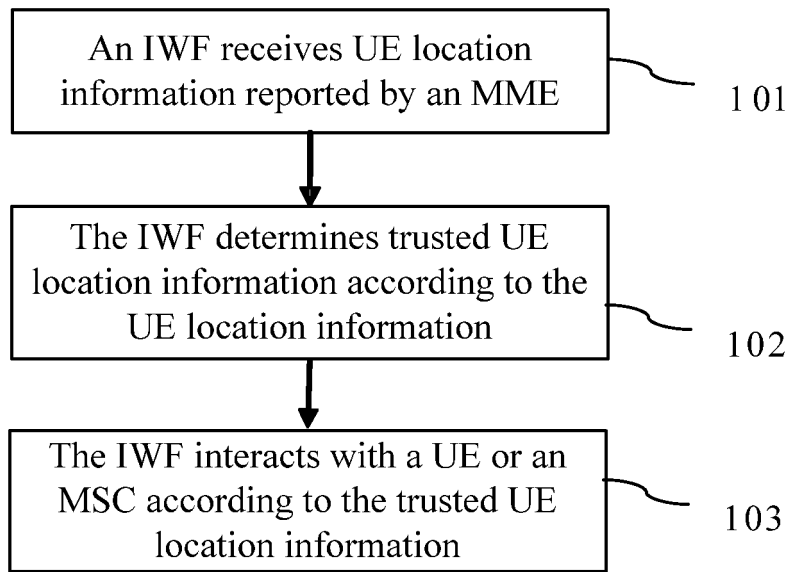 An IWF receives UE location
information reported by an MME
101
The IWF determines trusted UE
location information according to the
UE location information
102
The IWF interacts with a UE or an
MSC according to the trusted UE
location information
103